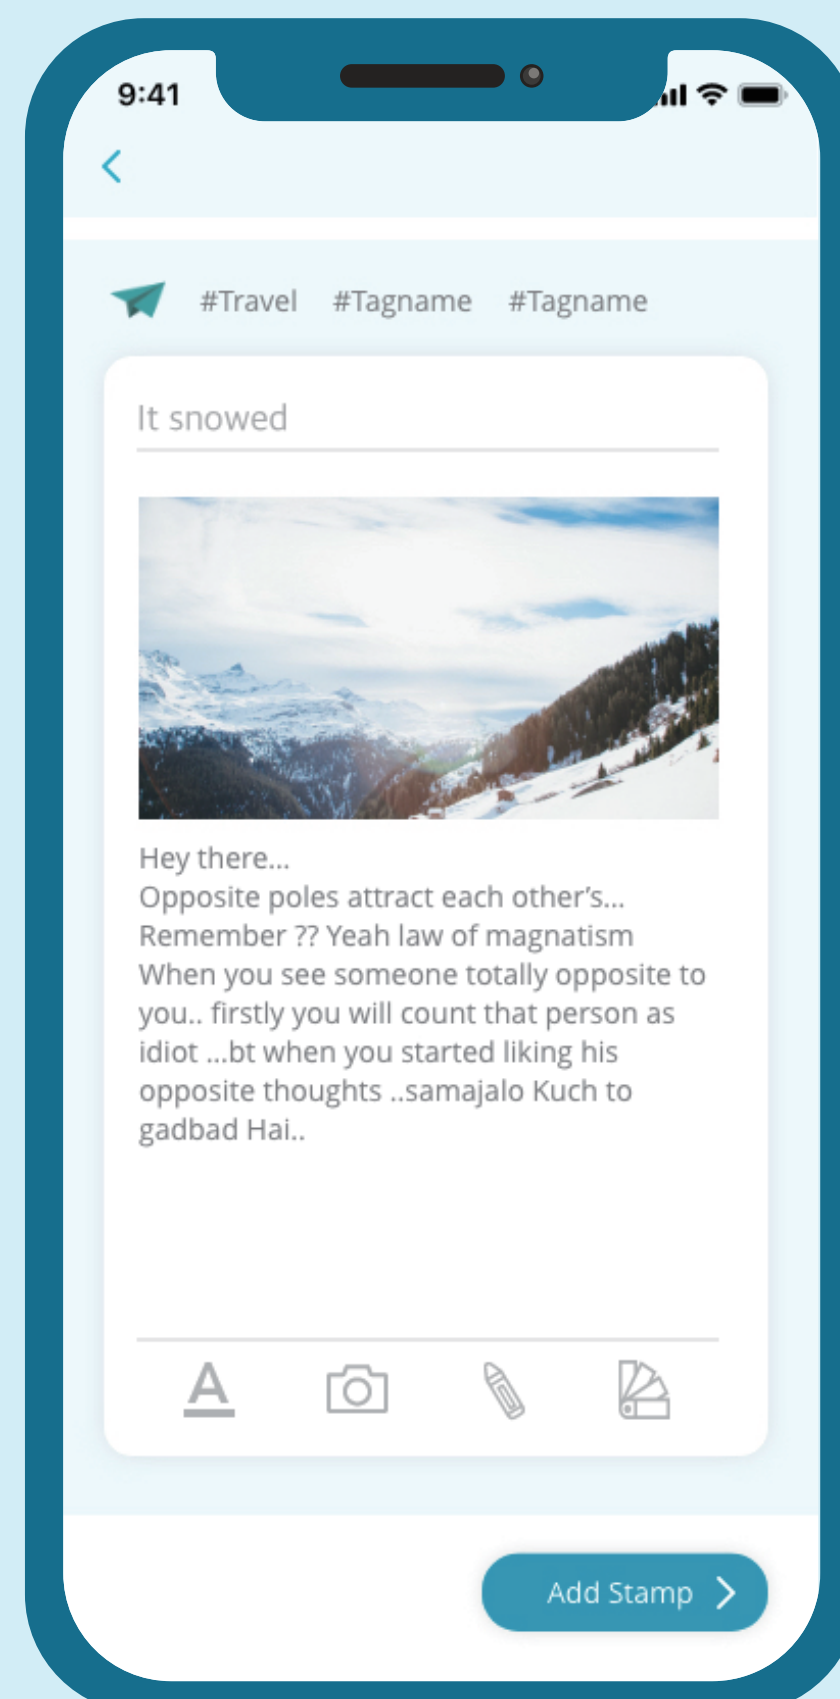 9:41
#Travel #Tagname #Tagname
It snowed
Hey there...
Opposite poles attract each other's...
Remember ?? Yeah law of magnatism
When you see someone totally opposite to
you.. firstly you will count that person as
idiot ...bt when you started liking his
opposite thoughts ..samajalo Kuch to
gadbad Hai..
A
Add Stamp